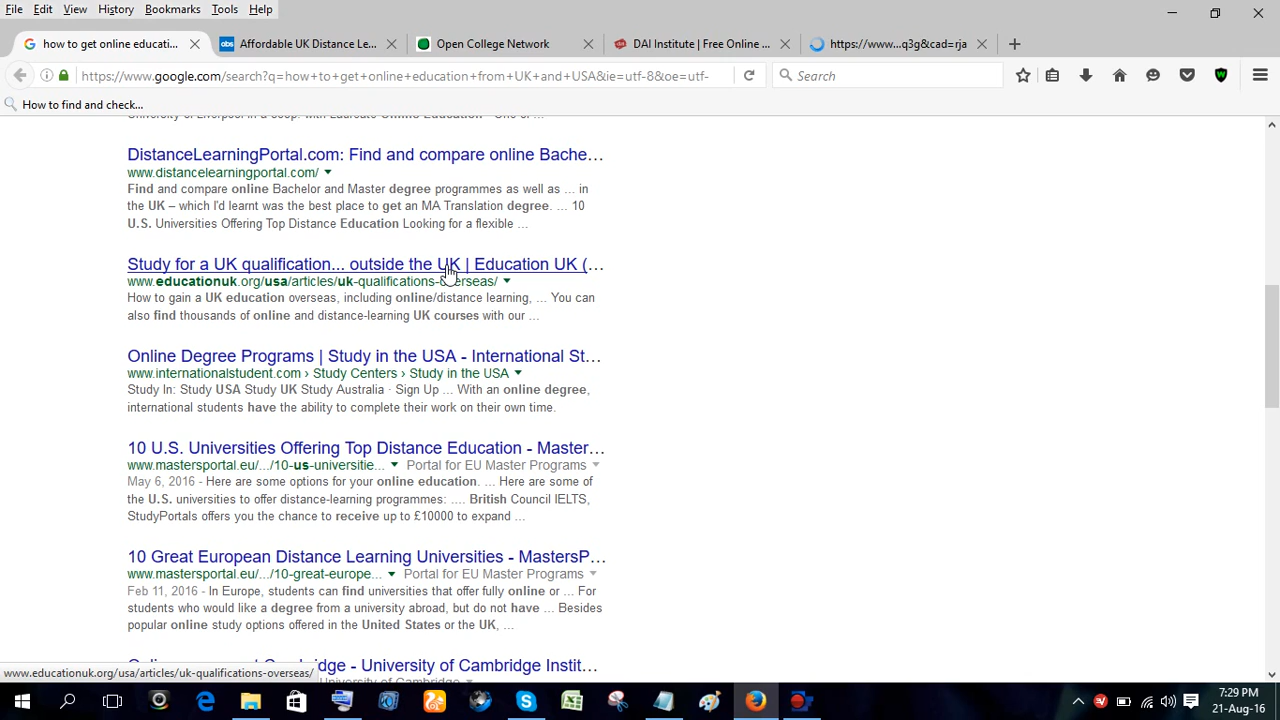 File Edit View History Bookmarks Tools Help
how to get online educati... × Affordable UK Distance Le... × Open College Network × DAI Institute | Free Online ... × https://www...q3g&cad=rja ×
https://www.google.com/search?q=how+to+get+online+education+from+UK+and+USA&ie=utf-8&oe=utf- Search
How to find and check...
University of Liverpool in a
DistanceLearningPortal.com: Find and compare online Bache...
www.distancelearningportal.com/
Find and compare online Bachelor and Master degree programmes as well as ... in
the UK – which I'd learnt was the best place to get an MA Translation degree. ... 10
U.S. Universities Offering Top Distance Education Looking for a flexible ...
Study for a UK qualification... outside the UK | Education UK (...
www.educationuk.org/usa/articles/uk-qualifications-overseas/
How to gain a UK education overseas, including online/distance learning, ... You can
also find thousands of online and distance-learning UK courses with our ...
Online Degree Programs | Study in the USA - International St...
www.internationalstudent.com › Study Centers › Study in the USA
Study In: Study USA Study UK Study Australia · Sign Up ... With an online degree,
international students have the ability to complete their work on their own time.
10 U.S. Universities Offering Top Distance Education - Master...
www.mastersportal.eu/.../10-us-universitie... Portal for EU Master Programs
May 6, 2016 - Here are some options for your online education. ... Here are some of
the U.S. universities to offer distance-learning programmes: .... British Council IELTS,
StudyPortals offers you the chance to receive up to £10000 to expand ...
10 Great European Distance Learning Universities - MastersP...
www.mastersportal.eu/.../10-great-europe... Portal for EU Master Programs
Feb 11, 2016 - In Europe, students can find universities that offer fully online or ... For
students who would like a degree from a university abroad, but do not have ... Besides
popular online study options offered in the United States or the UK, ...
- University of Cambridge Instit...
www.educationuk.org/usa/articles/uk-qualifications-overseas/
University of Cambridge
7:29 PM
21-Aug-16